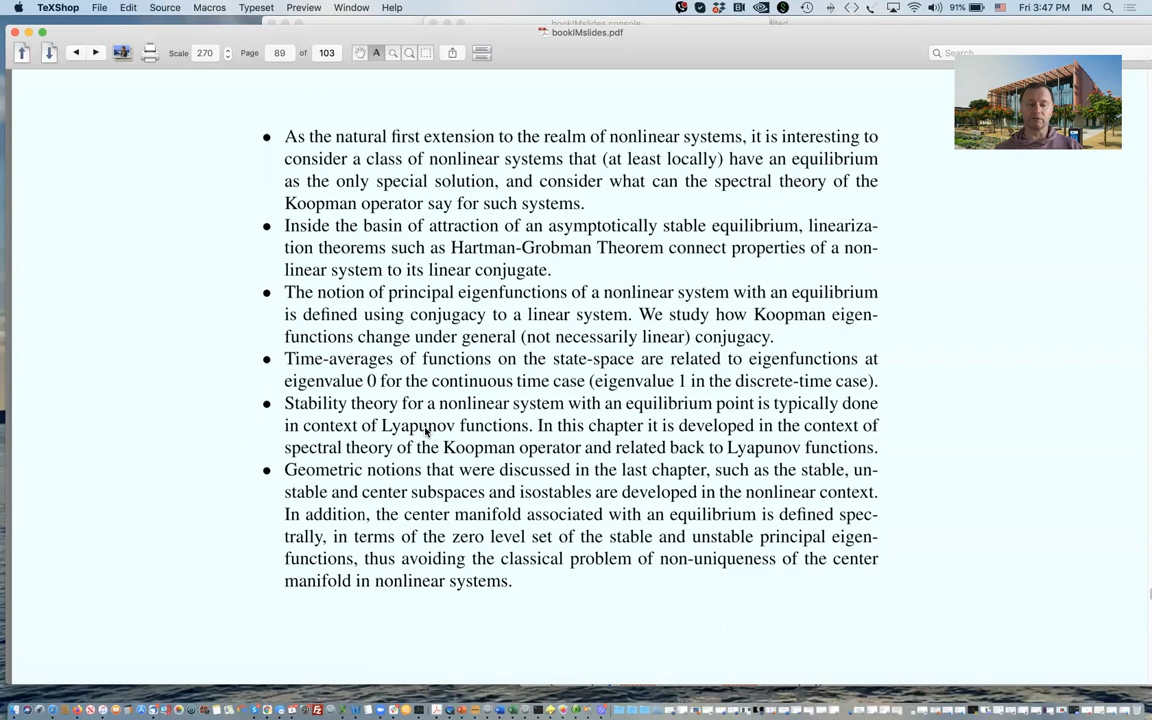 TeXShop File Edit Source Macros Typeset Preview Window Help 91% Fri 3:47 PM IM
bookIMslides.pdf
Scale 270 Page 89 of 103 A Search
• As the natural first extension to the realm of nonlinear systems, it is interesting to
consider a class of nonlinear systems that (at least locally) have an equilibrium
as the only special solution, and consider what can the spectral theory of the
Koopman operator say for such systems.
• Inside the basin of attraction of an asymptotically stable equilibrium, lineariza-
tion theorems such as Hartman-Grobman Theorem connect properties of a non-
linear system to its linear conjugate.
• The notion of principal eigenfunctions of a nonlinear system with an equilibrium
is defined using conjugacy to a linear system. We study how Koopman eigen-
functions change under general (not necessarily linear) conjugacy.
• Time-averages of functions on the state-space are related to eigenfunctions at
eigenvalue 0 for the continuous time case (eigenvalue 1 in the discrete-time case).
• Stability theory for a nonlinear system with an equilibrium point is typically done
in context of Lyapunov functions. In this chapter it is developed in the context of
spectral theory of the Koopman operator and related back to Lyapunov functions.
• Geometric notions that were discussed in the last chapter, such as the stable, un-
stable and center subspaces and isostables are developed in the nonlinear context.
In addition, the center manifold associated with an equilibrium is defined spec-
trally, in terms of the zero level set of the stable and unstable principal eigen-
functions, thus avoiding the classical problem of non-uniqueness of the center
manifold in nonlinear systems.